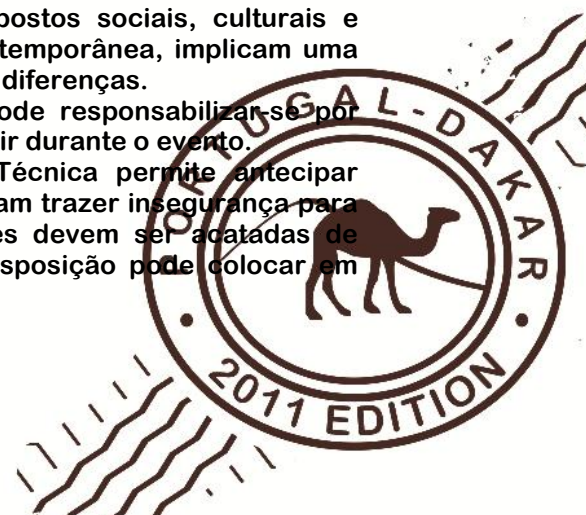 postos sociais, culturais e
temporânea, implicam uma
diferenças.
ode responsabilizar-se por
ir durante o evento.
Técnica permite antecipar
am trazer insegurança para
es devem ser acatadas de
sposição pode colocar em
PORTUGAL-DAKAR
• 2011 EDITION •